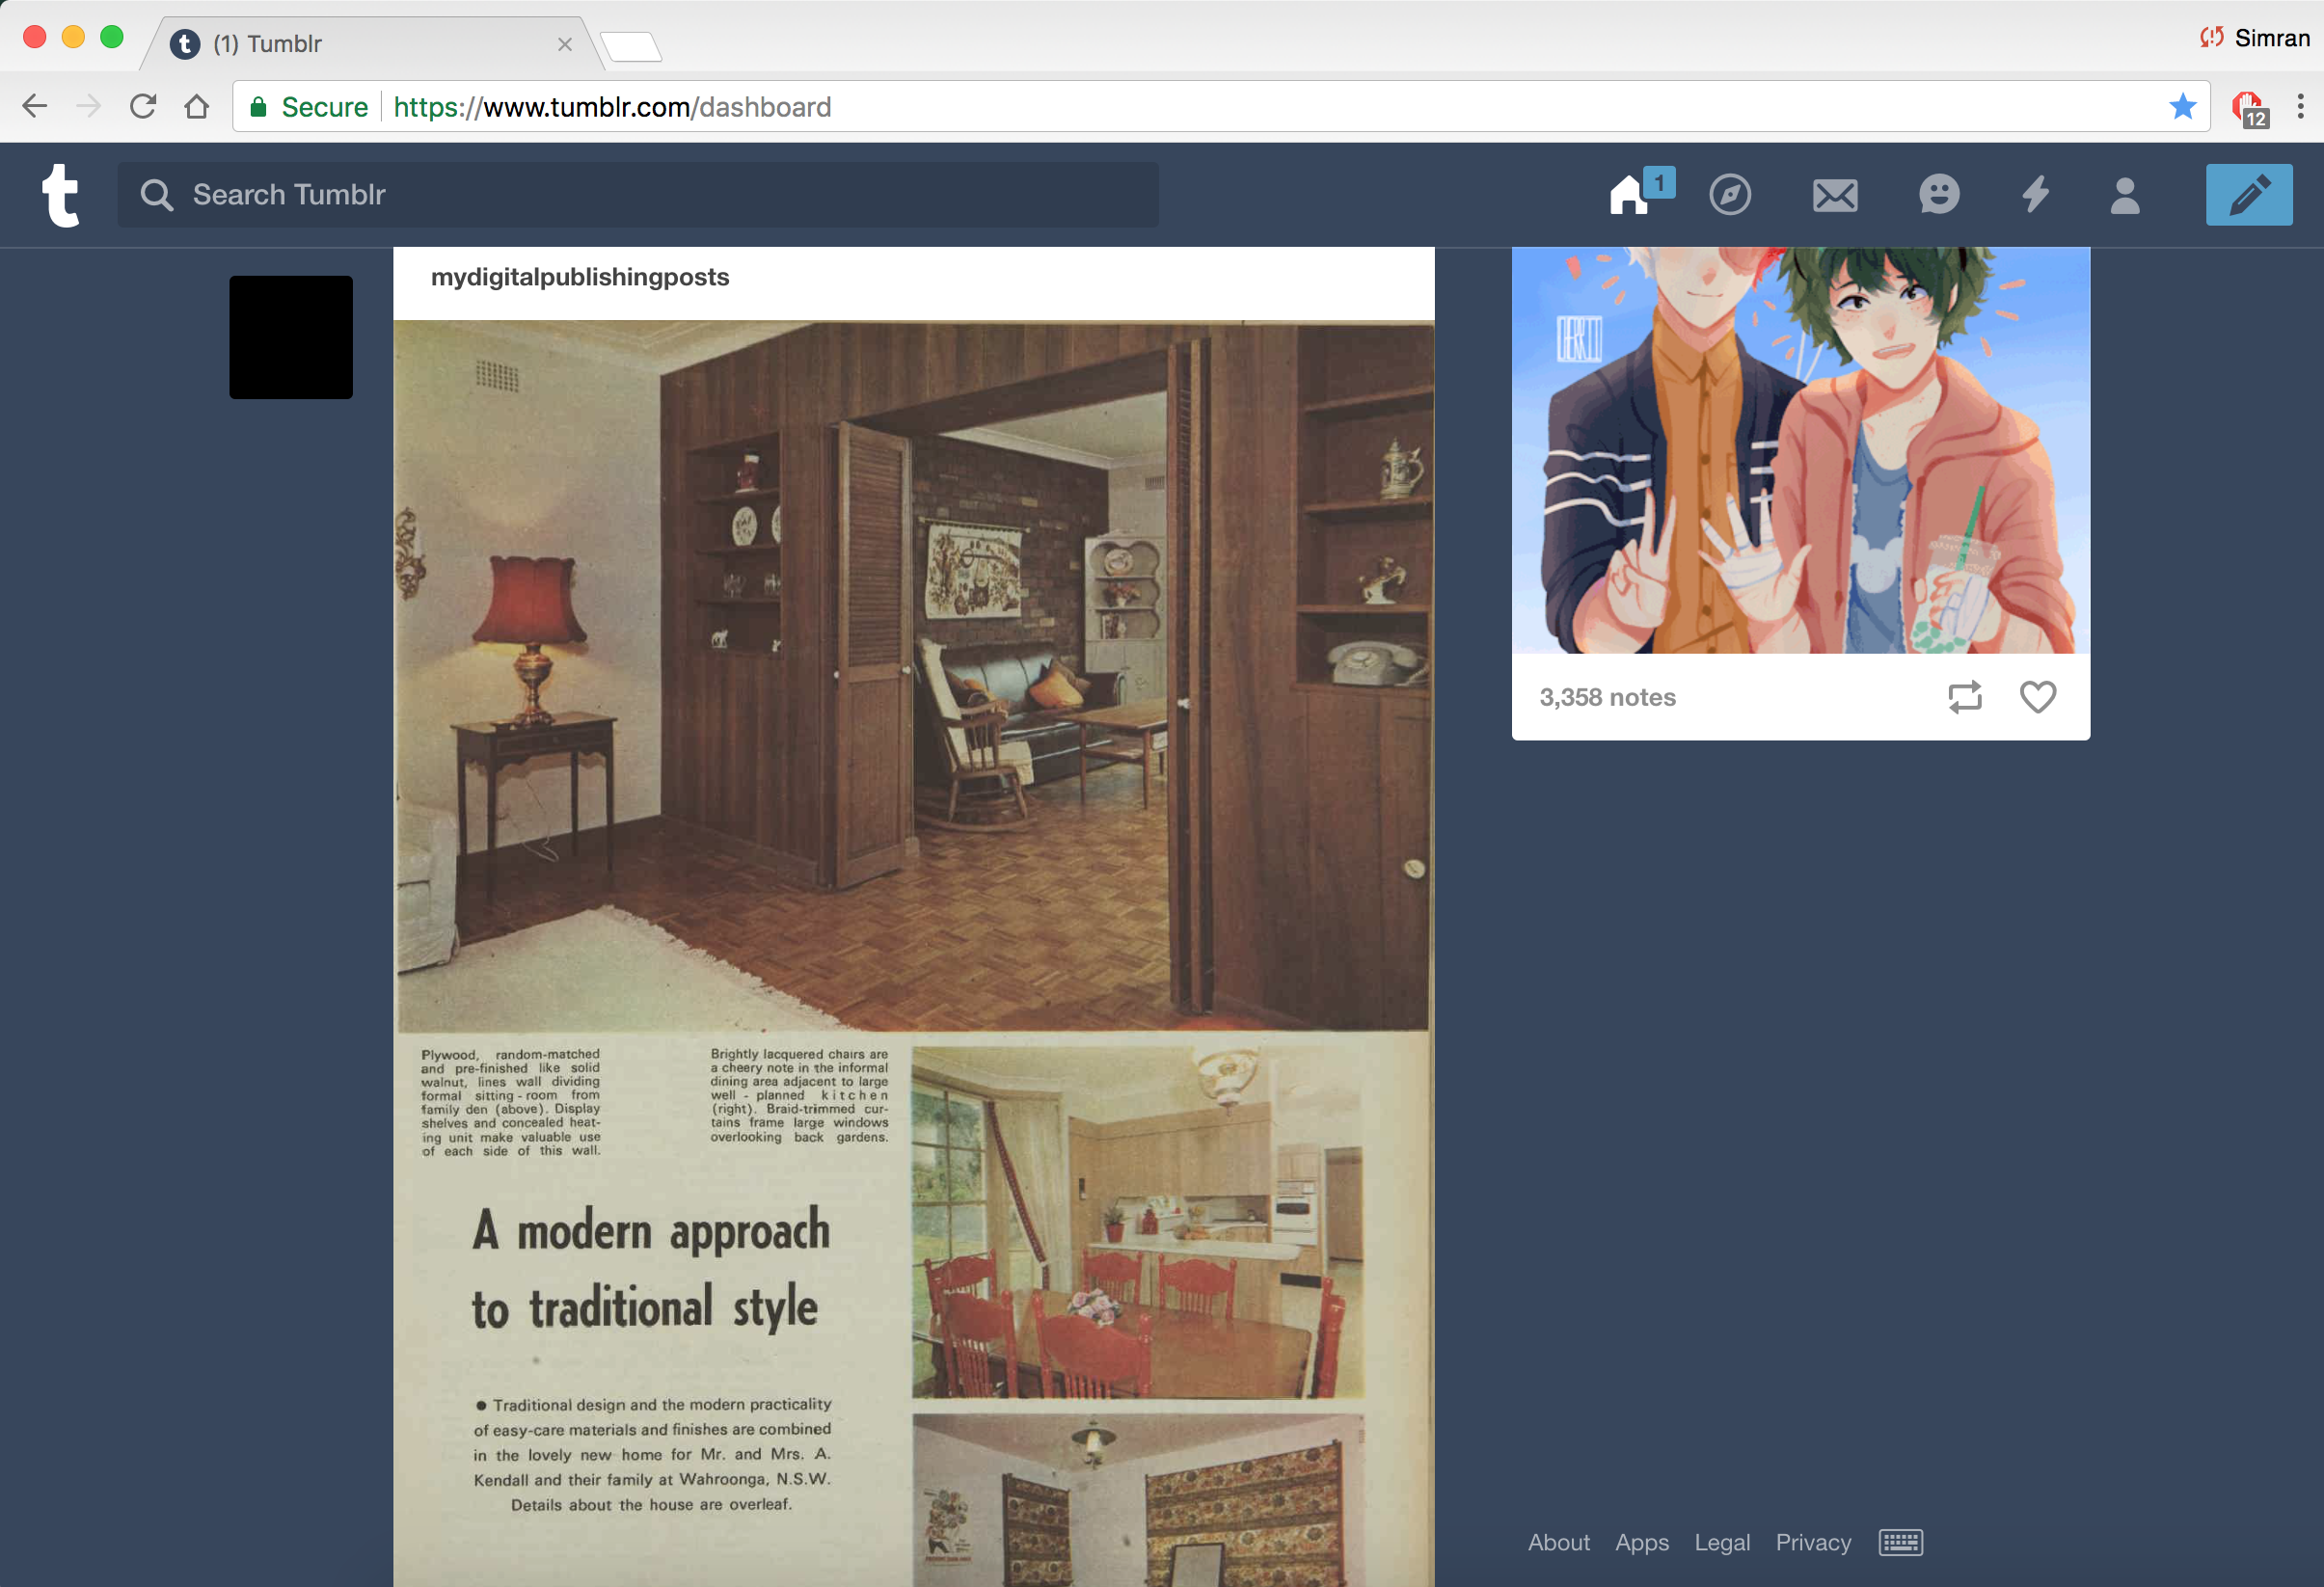 (1) Tumblr
Simran
Secure
https://www.tumblr.com/dashboard
12
Search Tumblr
1
mydigitalpublishingposts
3,358 notes
Plywood, random-matched
and pre-finished like solid
walnut, lines wall dividing
formal sitting-room from
family den (above). Display
shelves and concealed heat-
ing unit make valuable use
of each side of this wall.
Brightly lacquered chairs are
a cheery note in the informal
dining area adjacent to large
well - planned kitchen
(right). Braid-trimmed cur-
tains frame large windows
overlooking back gardens.
A modern approach
to traditional style
● Traditional design and the modern practicality
of easy-care materials and finishes are combined
in the lovely new home for Mr. and Mrs. A.
Kendall and their family at Wahroonga, N.S.W.
Details about the house are overleaf.
About Apps Legal Privacy